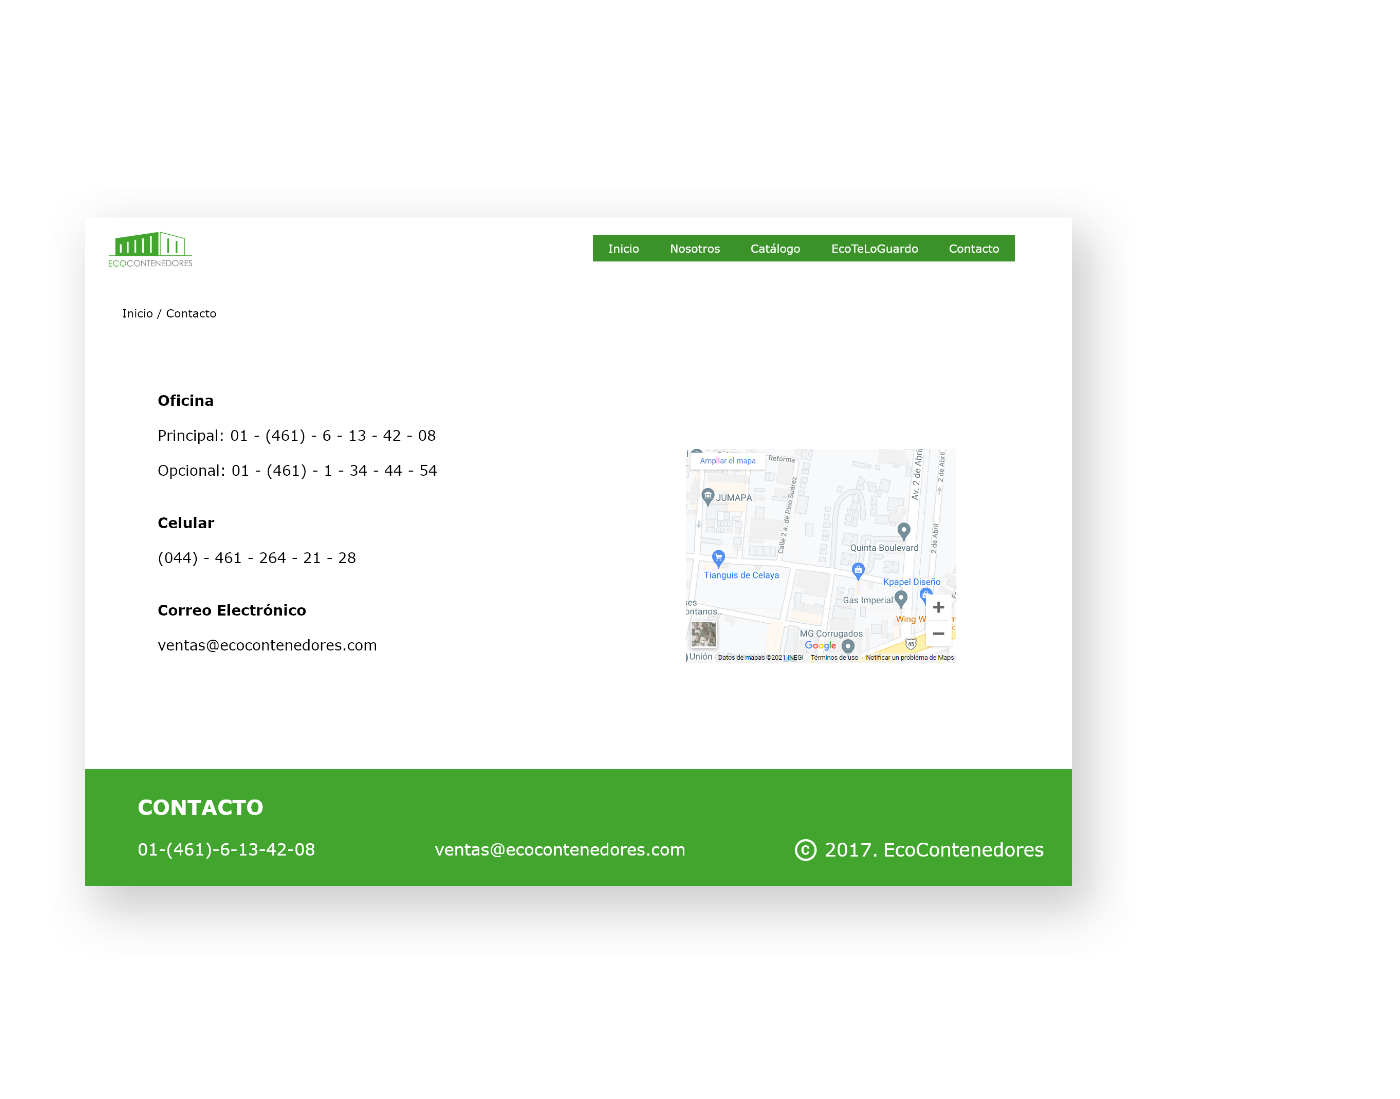 ECOCONTENEDORES
Inicio Nosotros Catálogo EcoTeLoGuardo Contacto
Inicio / Contacto
Oficina
Principal: 01 - (461) - 6 - 13 - 42 - 08
Opcional: 01 - (461) - 1 - 34 - 44 - 54
Celular
(044) - 461 - 264 - 21 - 28
Correo Electrónico
ventas@ecocontenedores.com
Ampliar el mapa
Reforma
JUMAPA
Calle 2 a. de Pino Suárez
Av. 2 de Abril
2 de Abril
2 de Abril
Quinta Boulevard
Tianguis de Celaya
Kpapel Diseño
Gas Imperial
Wing
MG Corrugados
Google
45
Unión
Datos de mapas ©2021 INEGI Términos de uso Notificar un problema de Maps
CONTACTO
01-(461)-6-13-42-08 ventas@ecocontenedores.com © 2017. EcoContenedores